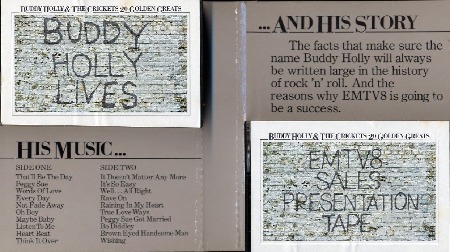 BUDDY HOLLY & THE CRICKETS 20 GOLDEN GREATS
BUDDY
HOLLY
LIVES
HIS MUSIC...
SIDE ONE
That'll Be The Day
Peggy Sue
Words Of Love
Every Day
Not Fade Away
Oh Boy
Maybe Baby
Listen To Me
Heart Beat
Think It Over
SIDE TWO
It Doesn't Matter Any More
It's So Easy
Well... All Right
Rave On
Raining In My Heart
True Love Ways
Peggy Sue Got Married
Bo Diddley
Brown Eyed Handsome Man
Wishing
...AND HIS STORY
The facts that make sure the
name Buddy Holly will always
be written large in the history
of rock 'n' roll. And the
reasons why EMTV8 is going to
be a success.
BUDDY HOLLY & THE CRICKETS 20 GOLDEN GREATS
EMTV8
SALES
PRESENTATION
TAPE